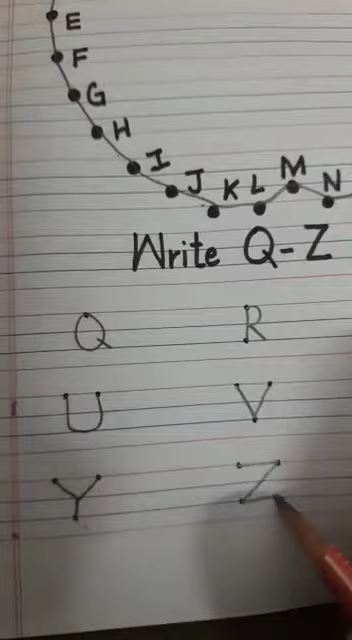 E
F
G
H
I
J K L M N
Write Q-Z
Q R
U V
Y Z